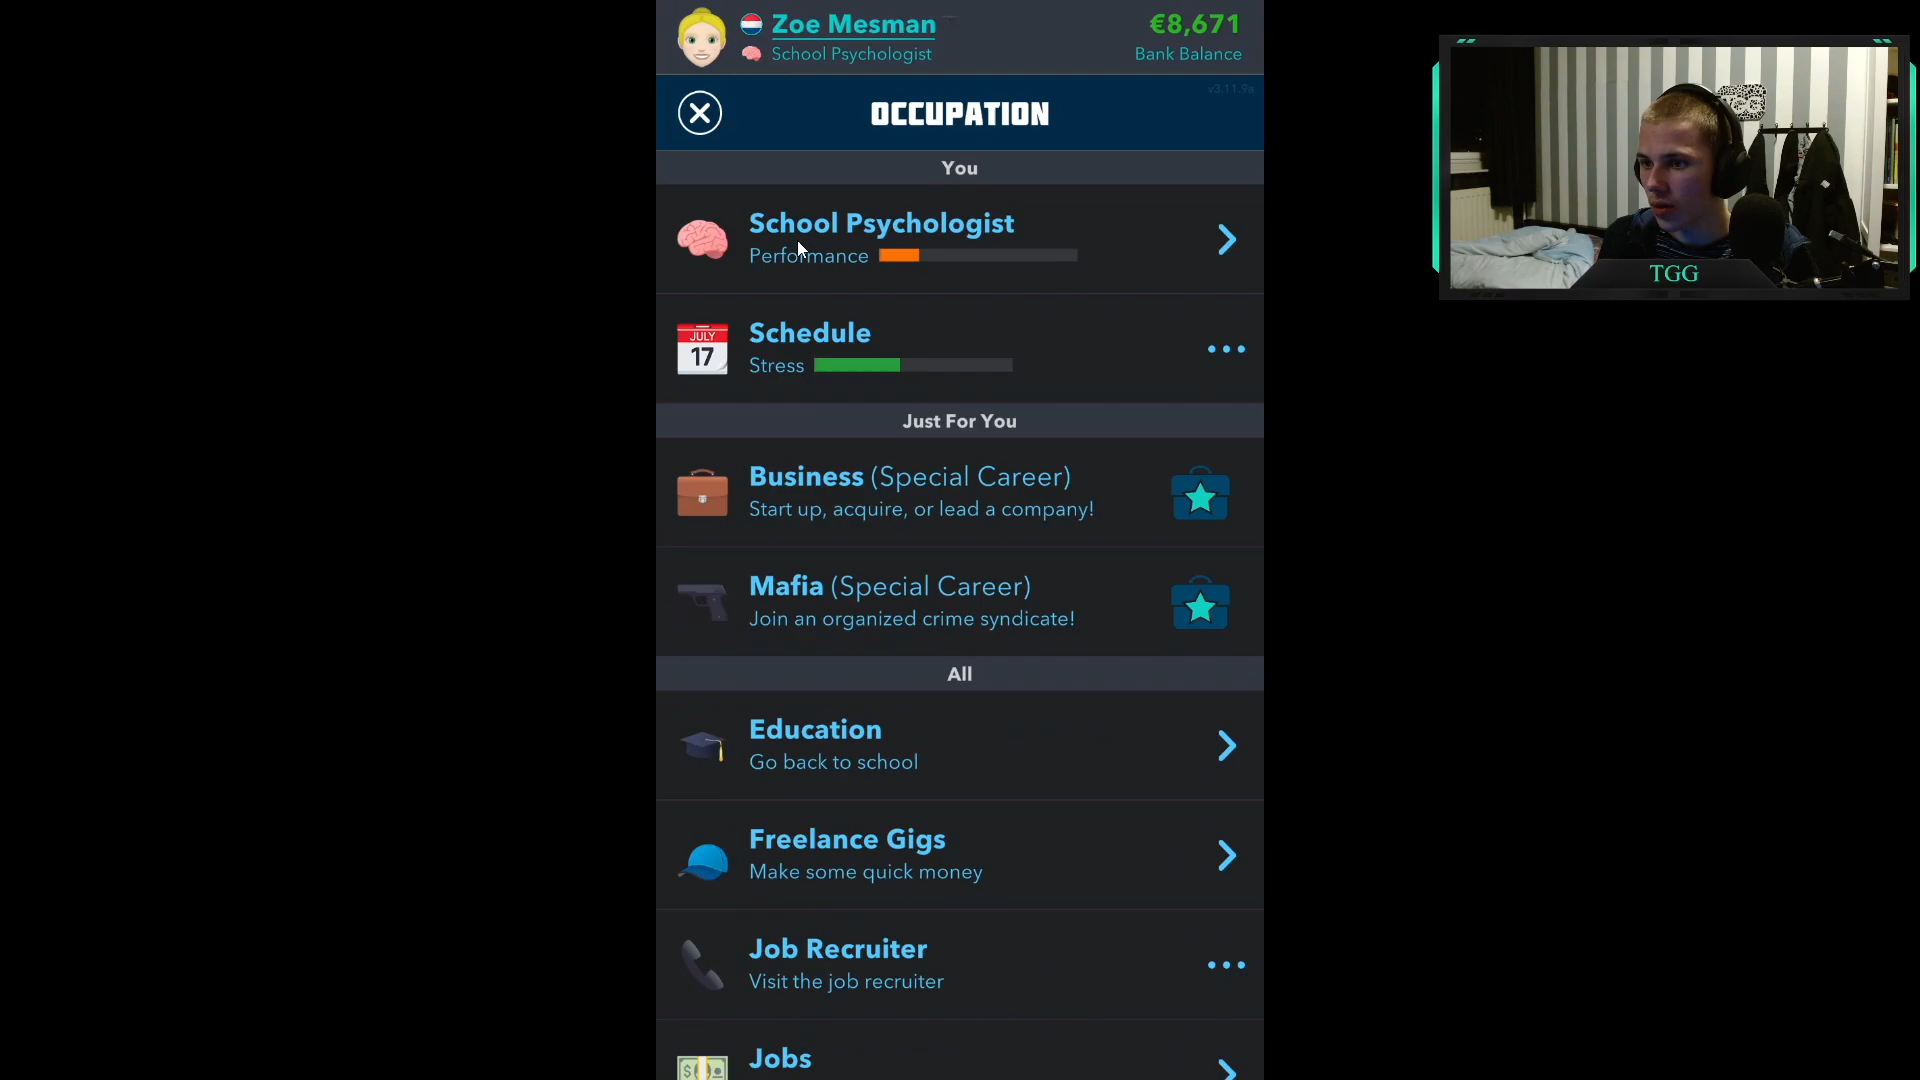 Zoe Mesman
€8,671
School Psychologist
Bank Balance
v3.11.9a
OCCUPATION
You
School Psychologist
Performance
JULY
17
Schedule
Stress
Just For You
Business (Special Career)
Start up, acquire, or lead a company!
Mafia (Special Career)
Join an organized crime syndicate!
All
Education
Go back to school
Freelance Gigs
Make some quick money
Job Recruiter
Visit the job recruiter
Jobs
TGG